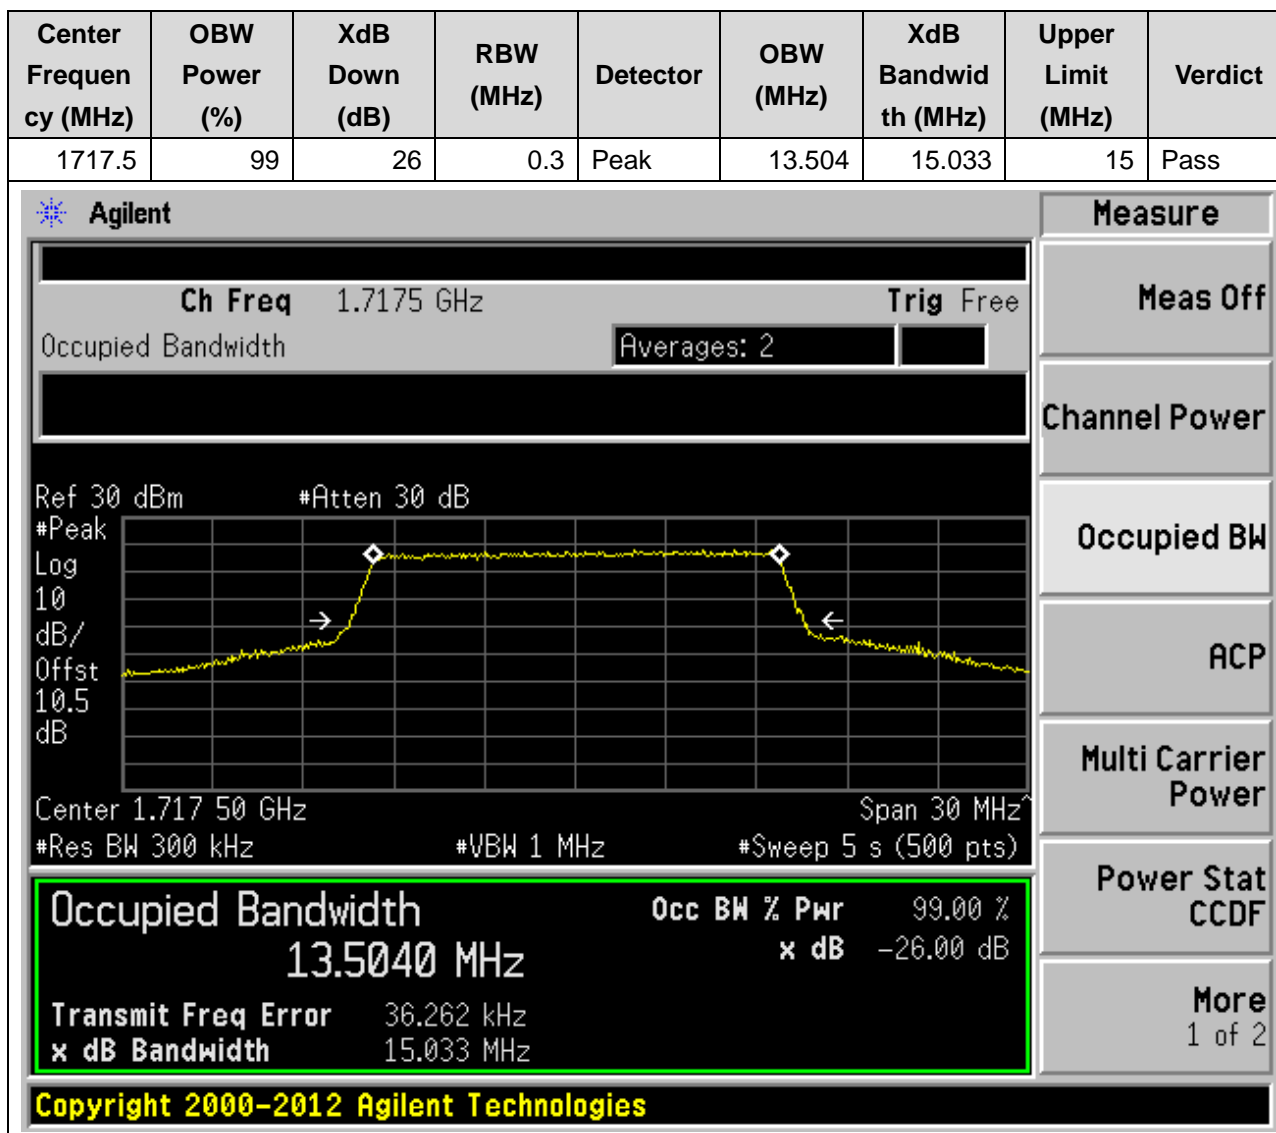 Center Frequen cy (MHz) | OBW Power (%) | XdB Down (dB) | RBW (MHz) | Detector | OBW (MHz) | XdB Bandwid th (MHz) | Upper Limit (MHz) | Verdict
1717.5 | 99 | 26 | 0.3 | Peak | 13.504 | 15.033 | 15 | Pass
Agilent
Measure
Ch Freq 1.7175 GHz Trig Free
Occupied Bandwidth Averages: 2
Ref 30 dBm #Atten 30 dB
#Peak
Log
10
dB/
Offst
10.5
dB
Center 1.717 50 GHz Span 30 MHz^
#Res BW 300 kHz #VBW 1 MHz #Sweep 5 s (500 pts)
Occupied Bandwidth Occ BW % Pwr 99.00 %
13.5040 MHz x dB -26.00 dB
Transmit Freq Error 36.262 kHz
x dB Bandwidth 15.033 MHz
Meas Off
Channel Power
Occupied BW
ACP
Multi Carrier
Power
Power Stat
CCDF
More
1 of 2
Copyright 2000-2012 Agilent Technologies